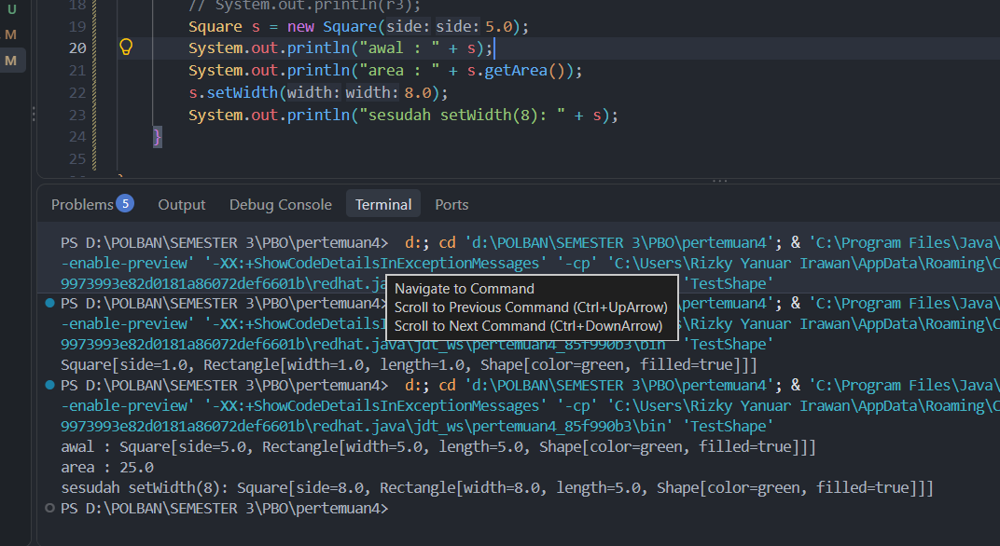 U
18 // System.out.println(r3);
M
19 Square s = new Square(side: side: 5.0);
20 System.out.println("awal : " + s);
M
21 System.out.println("area : " + s.getArea());
22 s.setWidth(width: width: 8.0);
23 System.out.println("sesudah setWidth(8): " + s);
24 }
25
Problems 5 Output Debug Console Terminal Ports
PS D:\POLBAN\SEMESTER 3\PBO\pertemuan4> d:; cd 'd:\POLBAN\SEMESTER 3\PBO\pertemuan4'; & 'C:\Program Files\Java\
-enable-preview' '-XX:+ShowCodeDetailsInExceptionMessages' '-cp' 'C:\Users\Rizky Yanuar Irawan\AppData\Roaming\C
9973993e82d0181a86072def6601b\redhat.ja 'TestShape'
Navigate to Command
Scroll to Previous Command (Ctrl+UpArrow)
Scroll to Next Command (Ctrl+DownArrow)
PS D:\POLBAN\SEMESTER 3\PBO\pertemuan4'; & 'C:\Program Files\Java\
-enable-preview' '-XX:+ShowCodeDetailsI \Rizky Yanuar Irawan\AppData\Roaming\C
9973993e82d0181a86072def6601b\redhat.java\jdt_ws\pertemuan4_85f990b3\bin' 'TestShape'
Square[side=1.0, Rectangle[width=1.0, length=1.0, Shape[color=green, filled=true]]]
PS D:\POLBAN\SEMESTER 3\PBO\pertemuan4> d:; cd 'd:\POLBAN\SEMESTER 3\PBO\pertemuan4'; & 'C:\Program Files\Java\
-enable-preview' '-XX:+ShowCodeDetailsInExceptionMessages' '-cp' 'C:\Users\Rizky Yanuar Irawan\AppData\Roaming\C
9973993e82d0181a86072def6601b\redhat.java\jdt_ws\pertemuan4_85f990b3\bin' 'TestShape'
awal : Square[side=5.0, Rectangle[width=5.0, length=5.0, Shape[color=green, filled=true]]]
area : 25.0
sesudah setWidth(8): Square[side=8.0, Rectangle[width=8.0, length=5.0, Shape[color=green, filled=true]]]
PS D:\POLBAN\SEMESTER 3\PBO\pertemuan4>